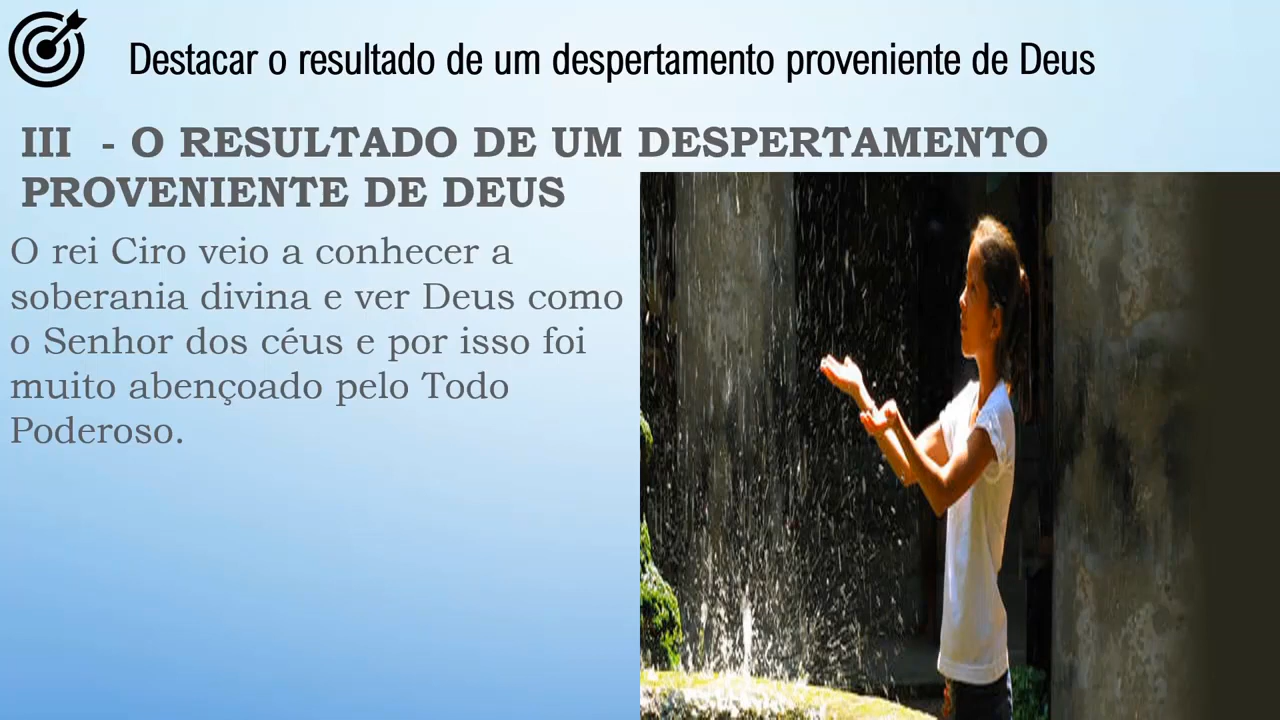 Destacar o resultado de um despertamento proveniente de Deus
III - O RESULTADO DE UM DESPERTAMENTO
PROVENIENTE DE DEUS
O rei Ciro veio a conhecer a
soberania divina e ver Deus como
o Senhor dos céus e por isso foi
muito abençoado pelo Todo
Poderoso.